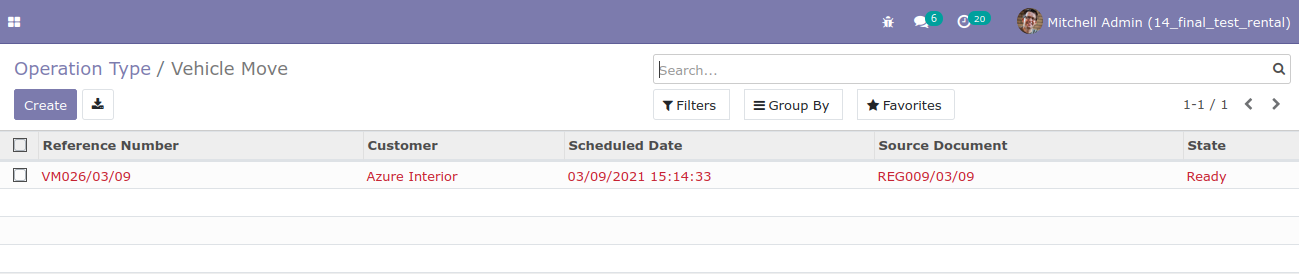 6 20 Mitchell Admin (14_final_test_rental)
Operation Type / Vehicle Move
Search...
Create Filters Group By Favorites 1-1 / 1
Reference Number Customer Scheduled Date Source Document State
VM026/03/09 Azure Interior 03/09/2021 15:14:33 REG009/03/09 Ready